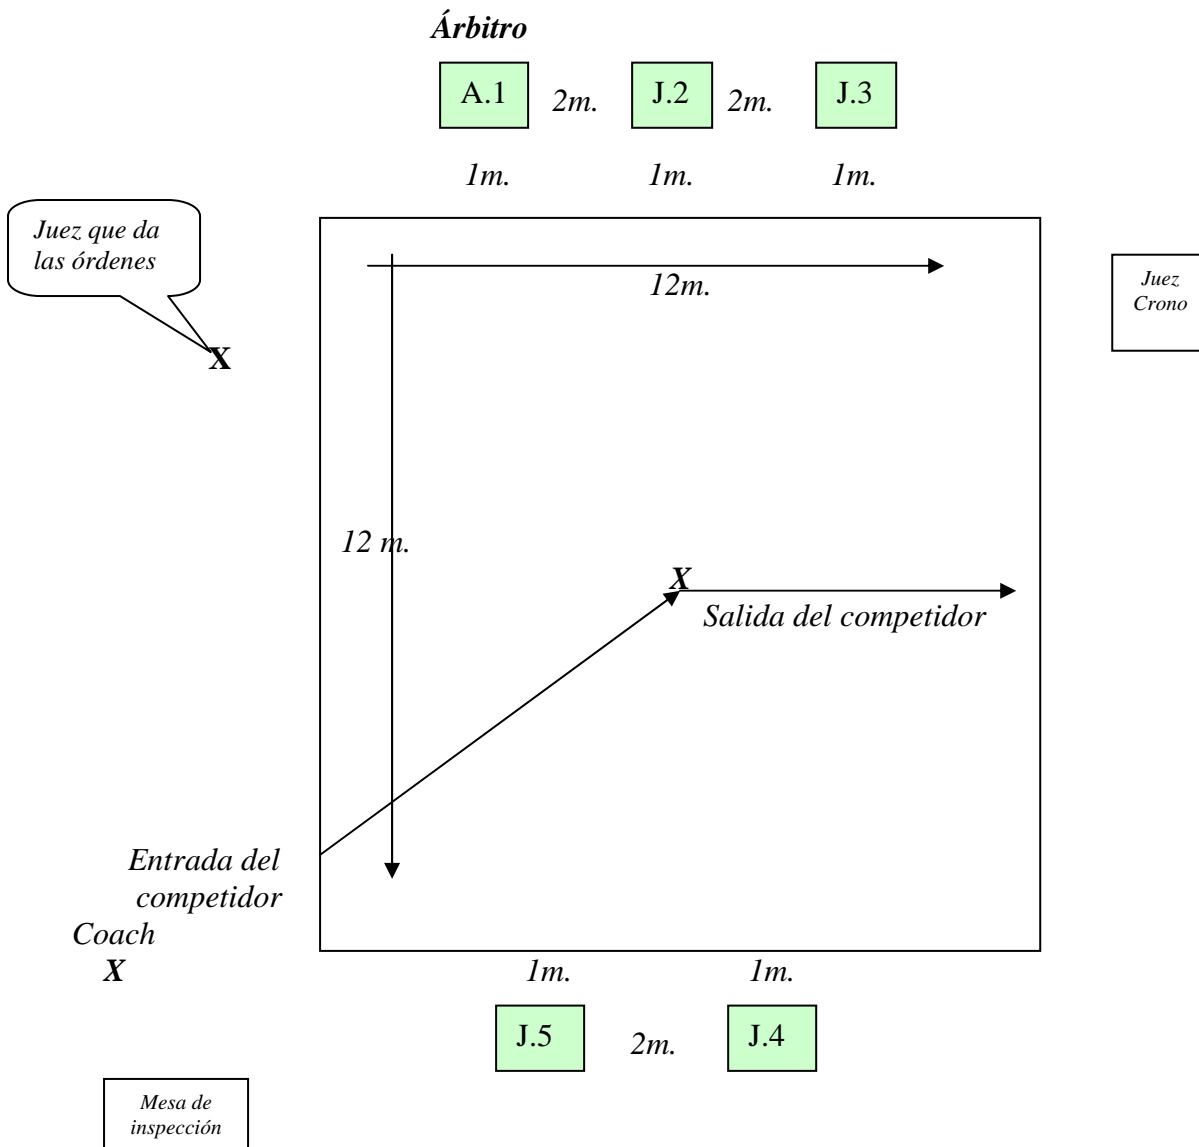 Árbitro
A.1 2m. J.2 2m. J.3
1m. 1m. 1m.
Juez que da
las órdenes
X
12m.
Juez
Crono
12 m.
X
Salida del competidor
Entrada del
competidor
Coach
X
1m. 1m.
J.5 2m. J.4
Mesa de
inspección